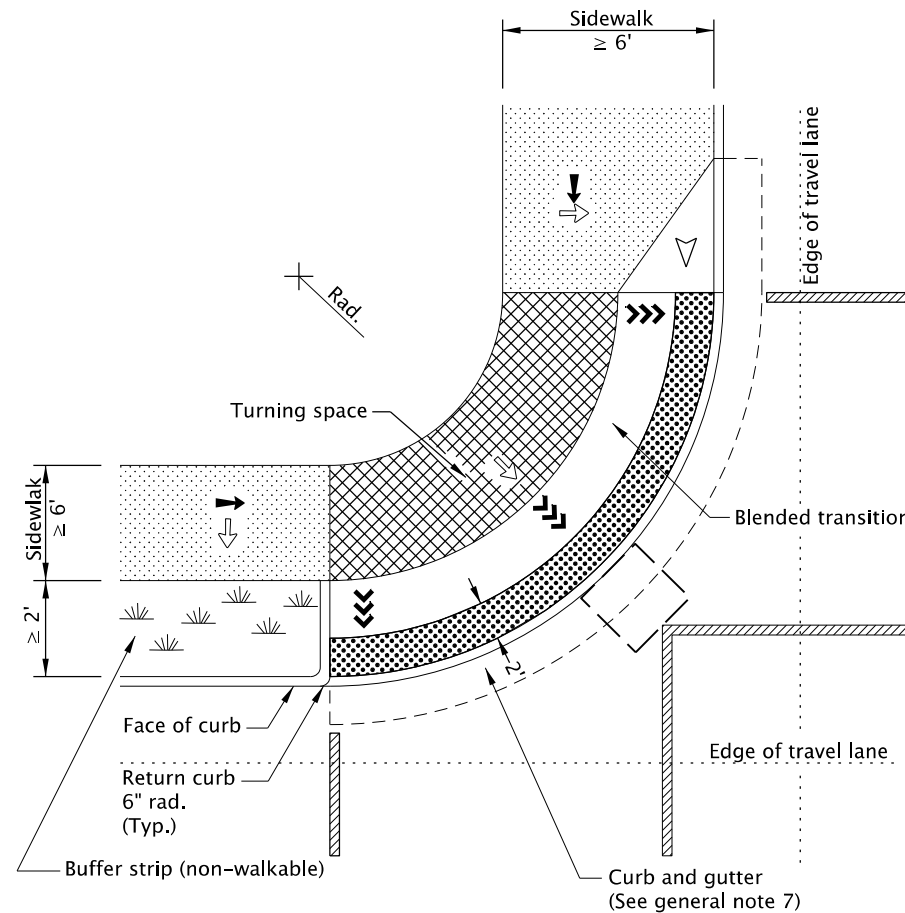 Sidewalk
≥ 6'
Edge of travel lane
Rad.
Turning space
Sidewlak
≥ 6'
Blended transition
≥ 2'
2'
Face of curb
Edge of travel lane
Return curb
6" rad.
(Typ.)
Buffer strip (non-walkable)
Curb and gutter
(See general note 7)